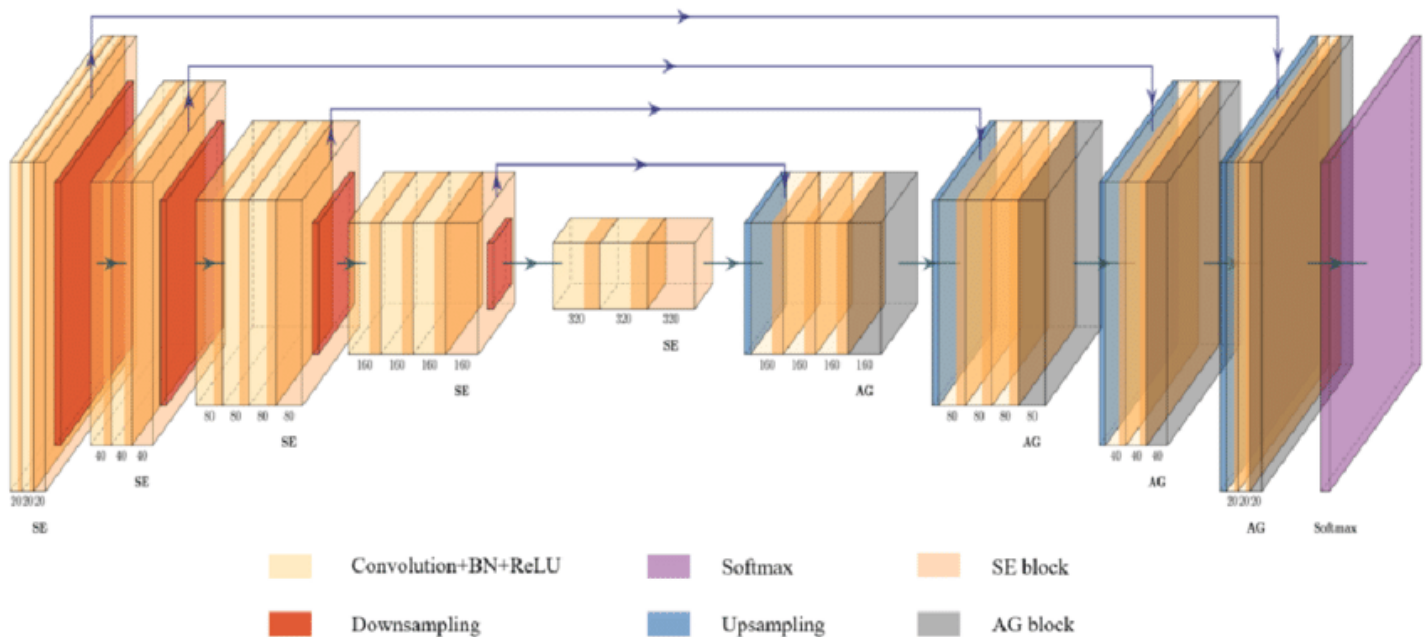 320 320 320
SE
160 160 160 160
SE
160 160 160 160
AG
80 80 80 80
SE
80 80 80 80
AG
40 40 40
SE
40 40 40
AG
20 20 20
SE
20 20 20
AG
Softmax
Convolution+BN+ReLU
Softmax
SE block
Downsampling
Upsampling
AG block